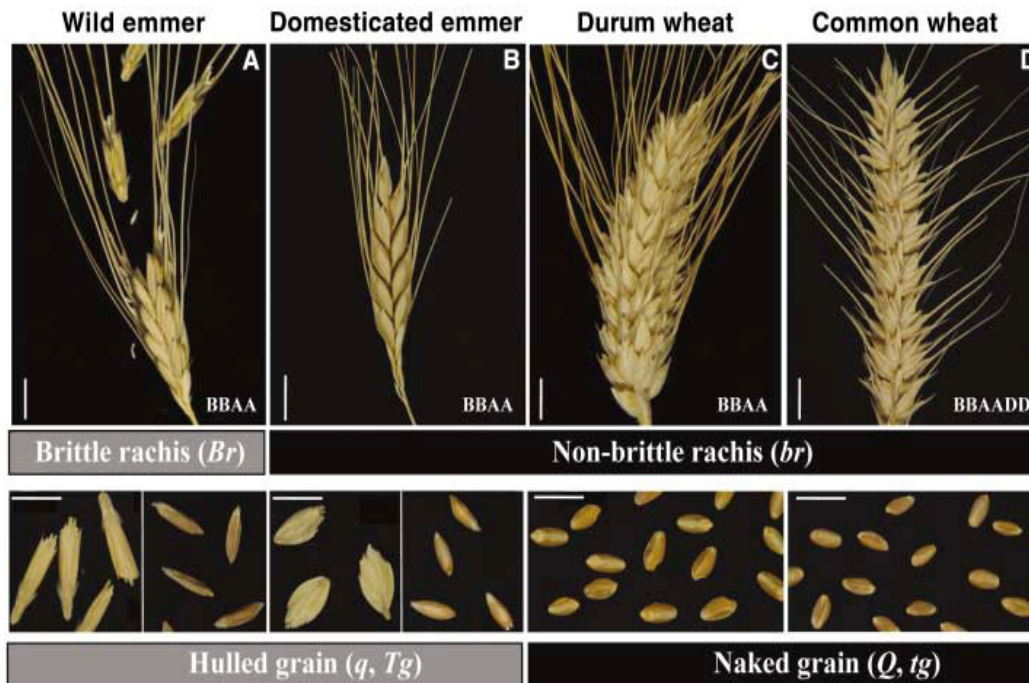 Wild emmer
Domesticated emmer
Durum wheat
Common wheat
A
B
C
D
BBAA
BBAA
BBAA
BBAADD
Brittle rachis (Br)
Non-brittle rachis (br)
Hulled grain (q, Tg)
Naked grain (Q, tg)